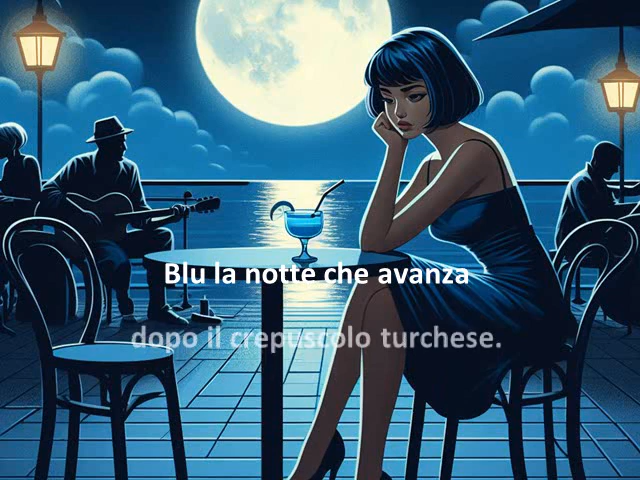 Blu la notte che avanza
dopo il crepuscolo turchese.